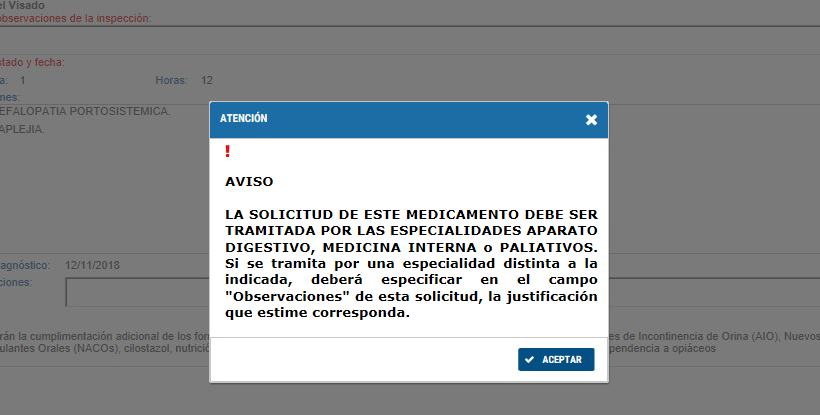 el Visado
observaciones de la inspección:
stado y fecha:
a: 1 Horas: 12
nes:
EFALOPATIA PORTOSISTEMICA.
APLEJIA.
ATENCIÓN
!
AVISO
LA SOLICITUD DE ESTE MEDICAMENTO DEBE SER
TRAMITADA POR LAS ESPECIALIDADES APARATO
DIGESTIVO, MEDICINA INTERNA o PALIATIVOS.
Si se tramita por una especialidad distinta a la
indicada, deberá especificar en el campo
"Observaciones" de esta solicitud, la justificación
que estime corresponda.
ACEPTAR
agnóstico: 12/11/2018
ciones:
rán la cumplimentación adicional de los for es de Incontinencia de Orina (AIO), Nuevos
ulantes Orales (NACOs), cilostazol, nutrició pendencia a opiáceos